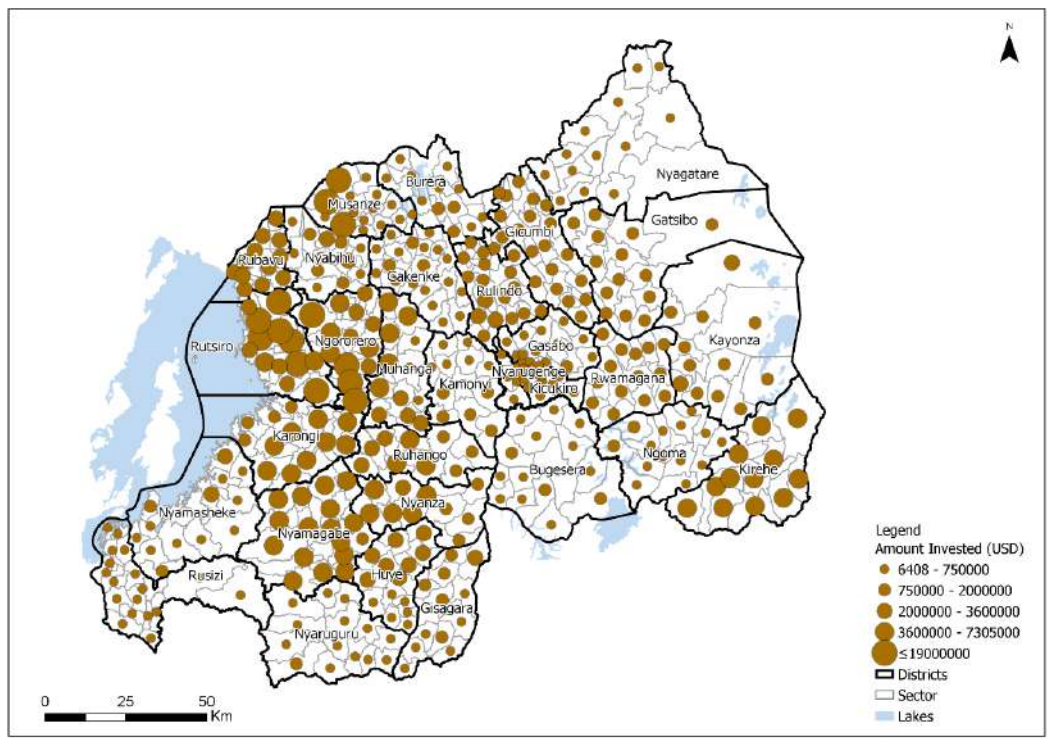 N
Nyagatare
Burera
Musanze
Gatsibo
Gicumbi
Rubavu
Nyabihu
Gakenke
Rulindo
Kayonza
Rutsiro
Ngororero
Gasabo
Muhanga
Nyarugenge
Kamonyi
Kicukiro
Rwamagana
Karongi
Ruhango
Ngoma
Bugesera
Kirehe
Nyanza
Nyamasheke
Nyamagabe
Rusizi
Huye
Gisagara
Nyaruguru
Legend
Amount Invested (USD)
6408 - 750000
750000 - 2000000
2000000 - 3600000
3600000 - 7305000
≤19000000
Districts
Sector
Lakes
0 25 50
Km